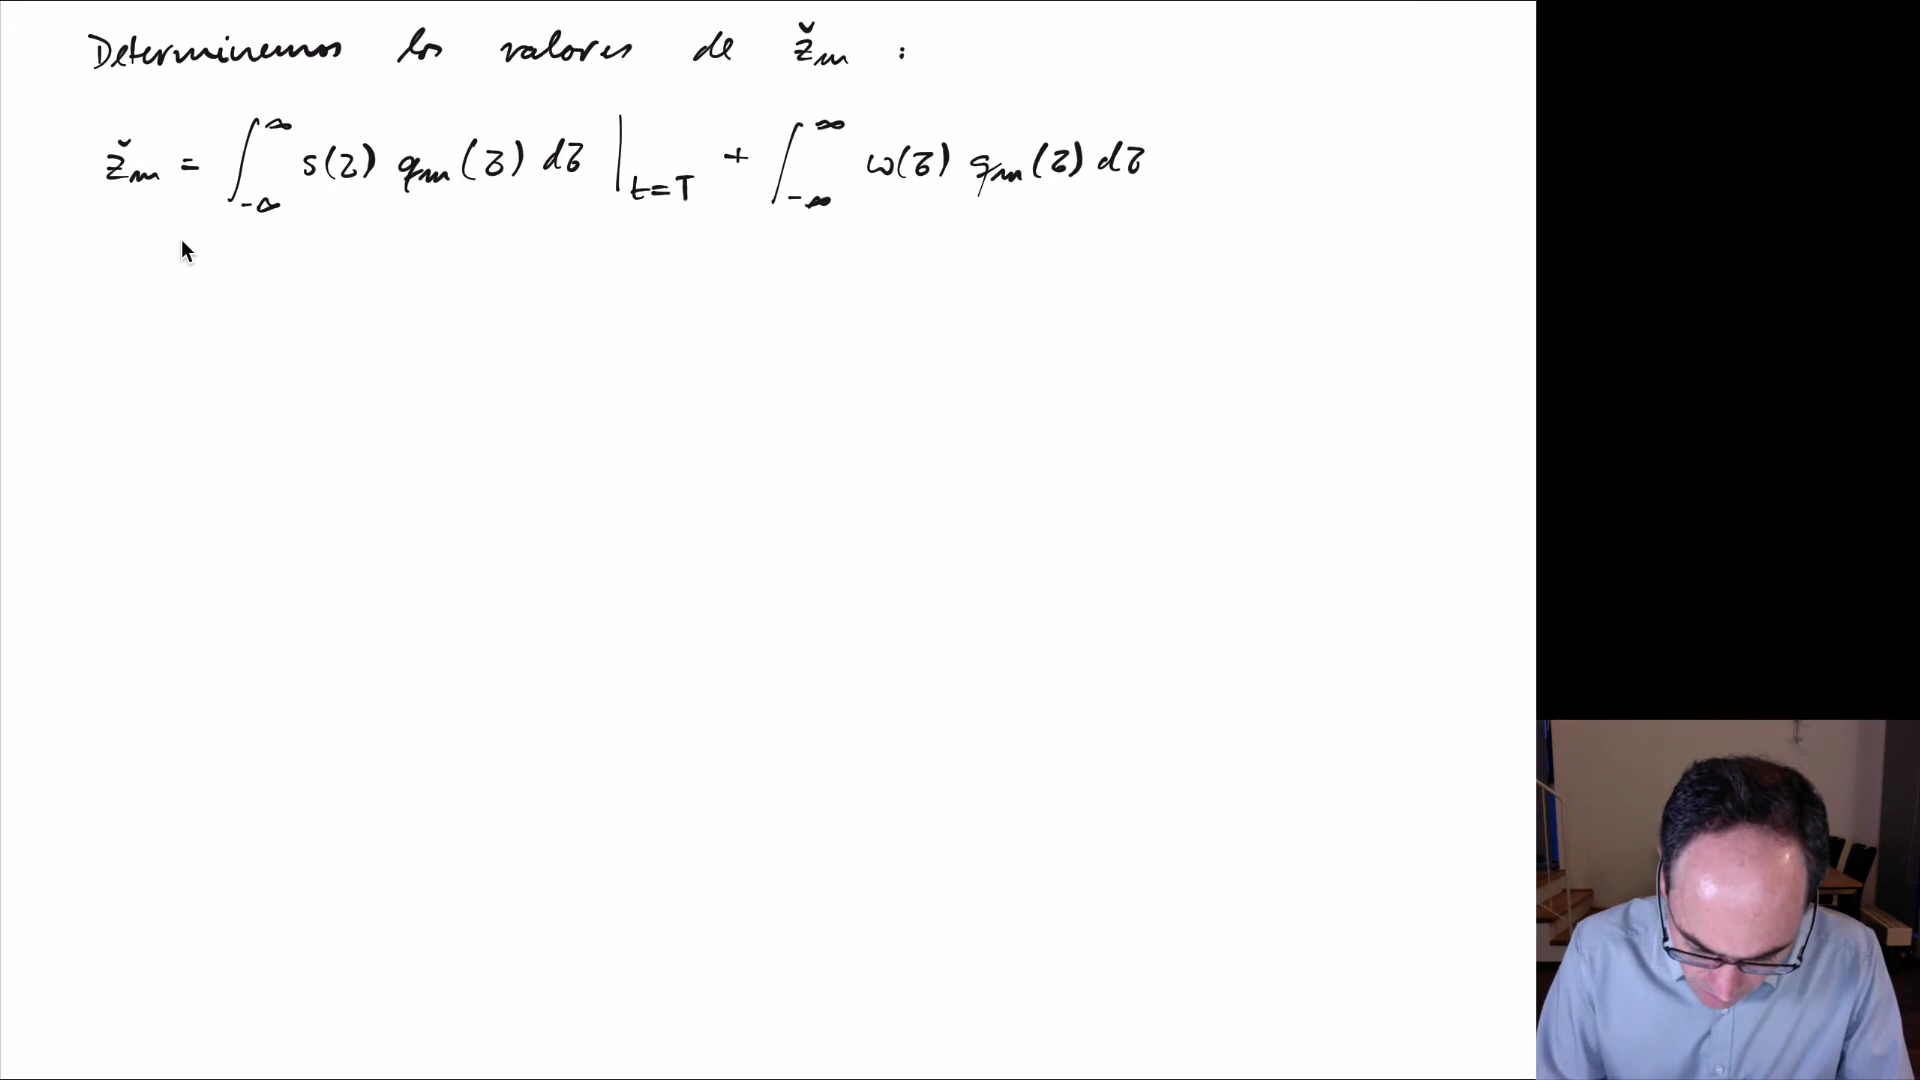 Determinemos los valores de ž_m :
ž_m = ∫_{-∞}^{∞} s(τ) q_m(τ) dτ |_{t=T} + ∫_{-∞}^{∞} w(τ) q_m(τ) dτ